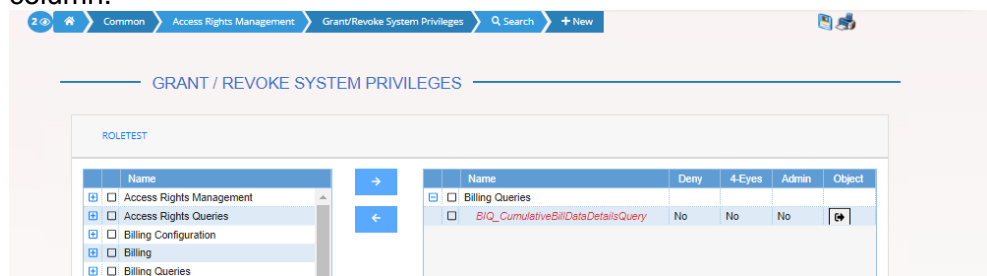 column.
2 Common Access Rights Management Grant/Revoke System Privileges Search + New
GRANT / REVOKE SYSTEM PRIVILEGES
ROLETEST
Name
Access Rights Management
Access Rights Queries
Billing Configuration
Billing
Billing Queries
Name Deny 4-Eyes Admin Object
Billing Queries
BIQ_CumulativeBillDataDetailsQuery No No No